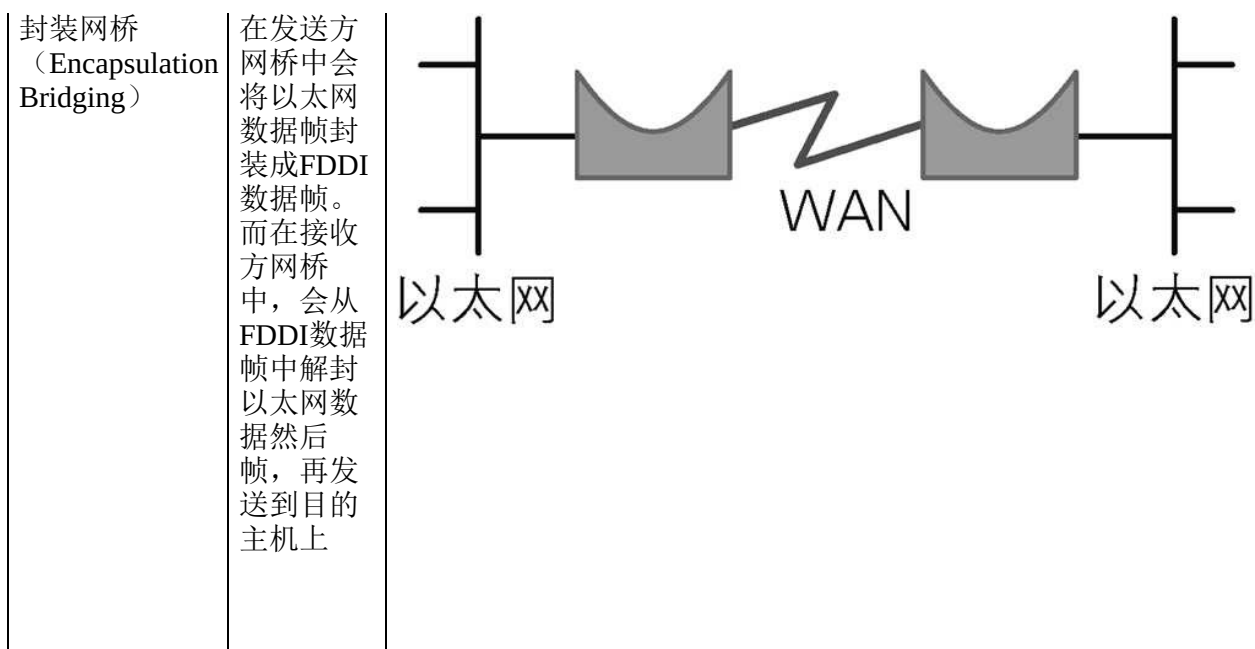 封装网桥
（Encapsulation
Bridging）
在发送方
网桥中会
将以太网
数据帧封
装成FDDI
数据帧。
而在接收
方网桥
中，会从
FDDI数据
帧中解封
以太网数
据然后
帧，再发
送到目的
主机上
WAN
以太网
以太网